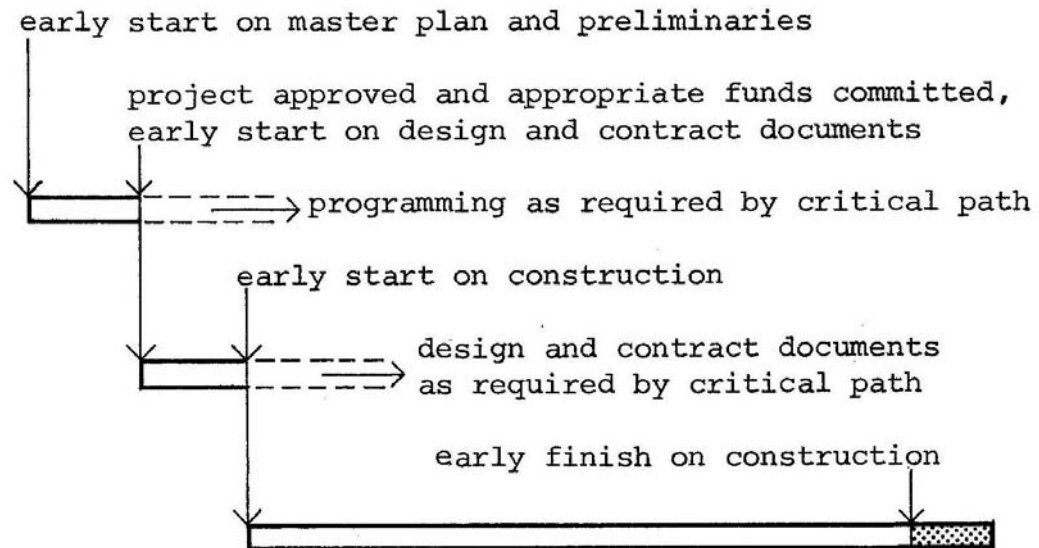 early start on master plan and preliminaries
project approved and appropriate funds committed,
early start on design and contract documents
programming as required by critical path
early start on construction
design and contract documents
as required by critical path
early finish on construction